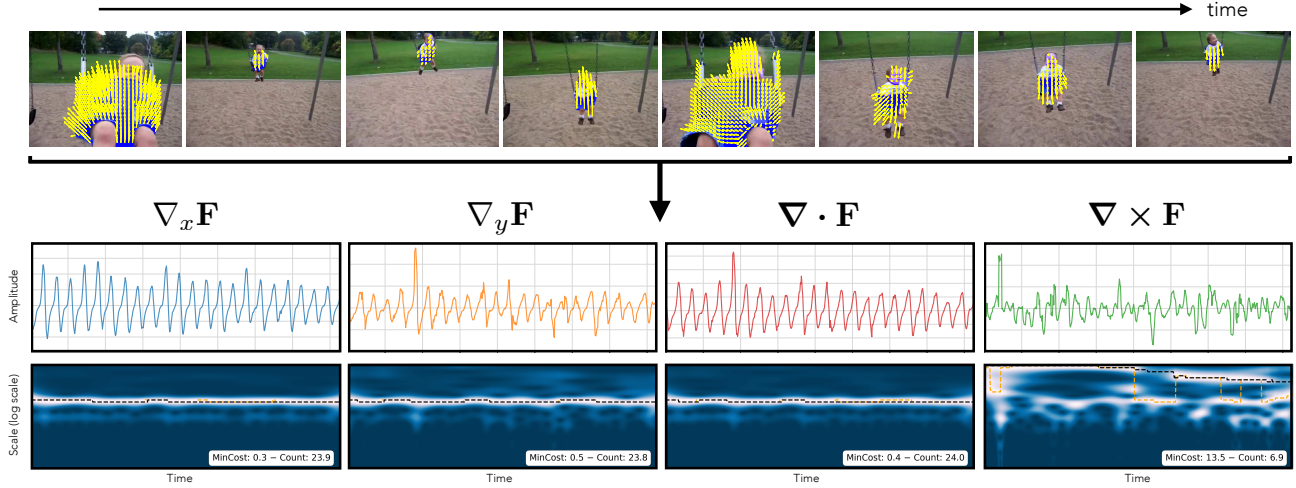 time
∇ₓF
∇ᵧF
∇ · F
∇ × F
Amplitude
Scale (log scale)
MinCost: 0.3 − Count: 23.9
MinCost: 0.5 − Count: 23.8
MinCost: 0.4 − Count: 24.0
MinCost: 13.5 − Count: 6.9
Time
Time
Time
Time